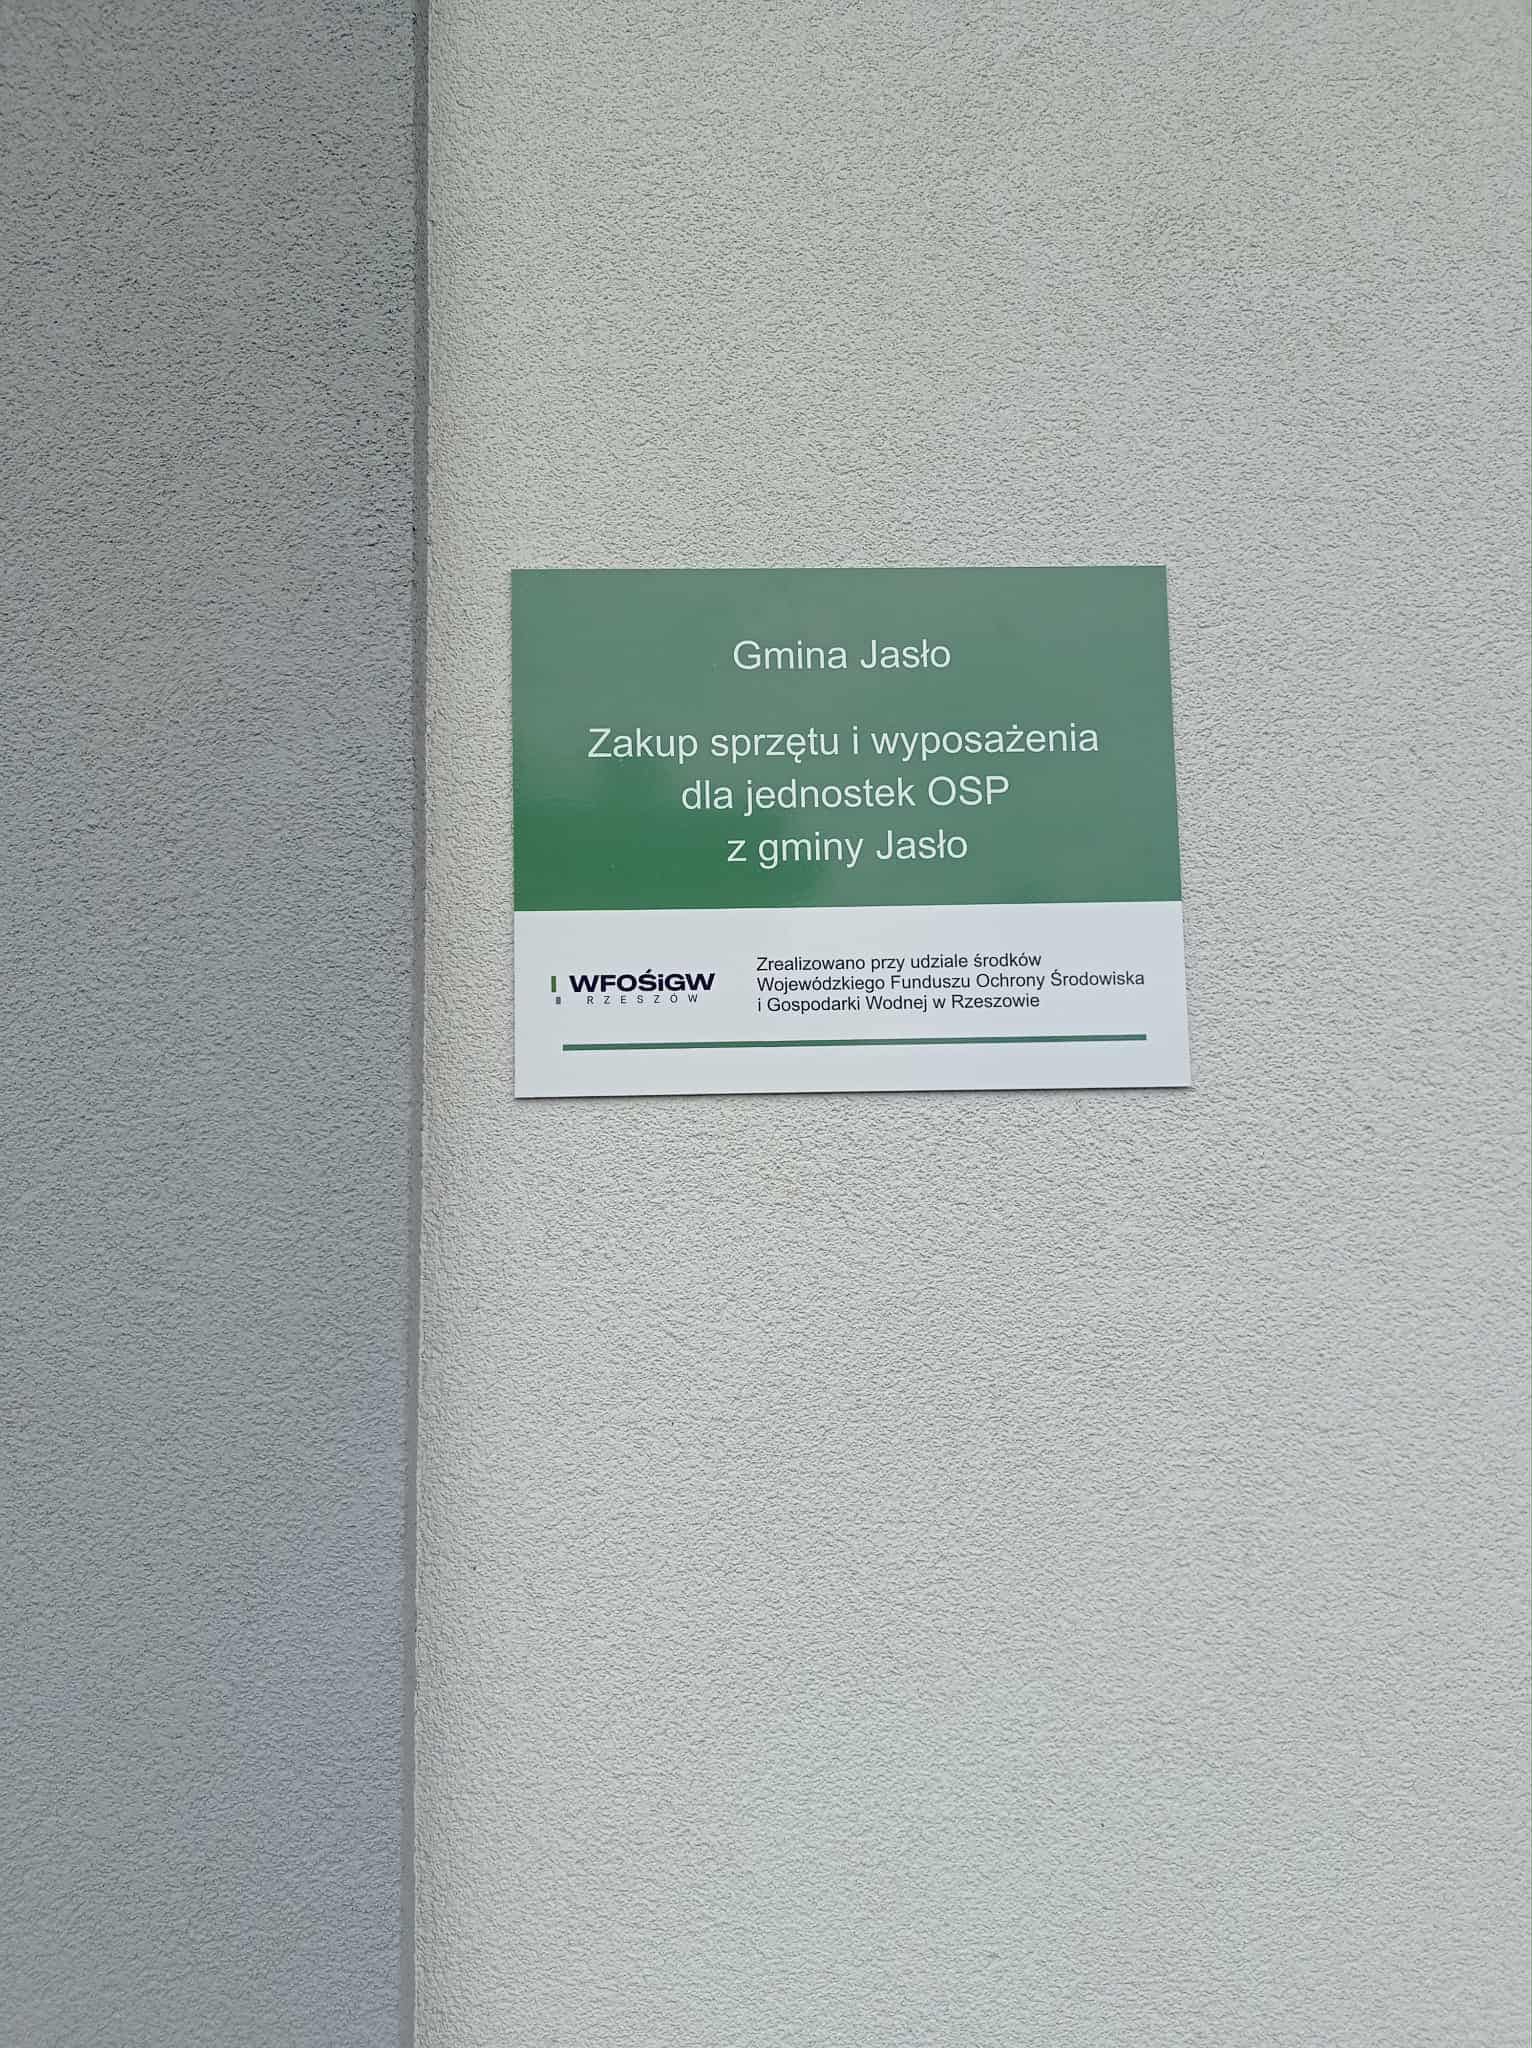 Gmina Jasło
Zakup sprzętu i wyposażenia
dla jednostek OSP
z gminy Jasło
WFOŚiGW
RZESZÓW
Zrealizowano przy udziale środków
Wojewódzkiego Funduszu Ochrony Środowiska
i Gospodarki Wodnej w Rzeszowie